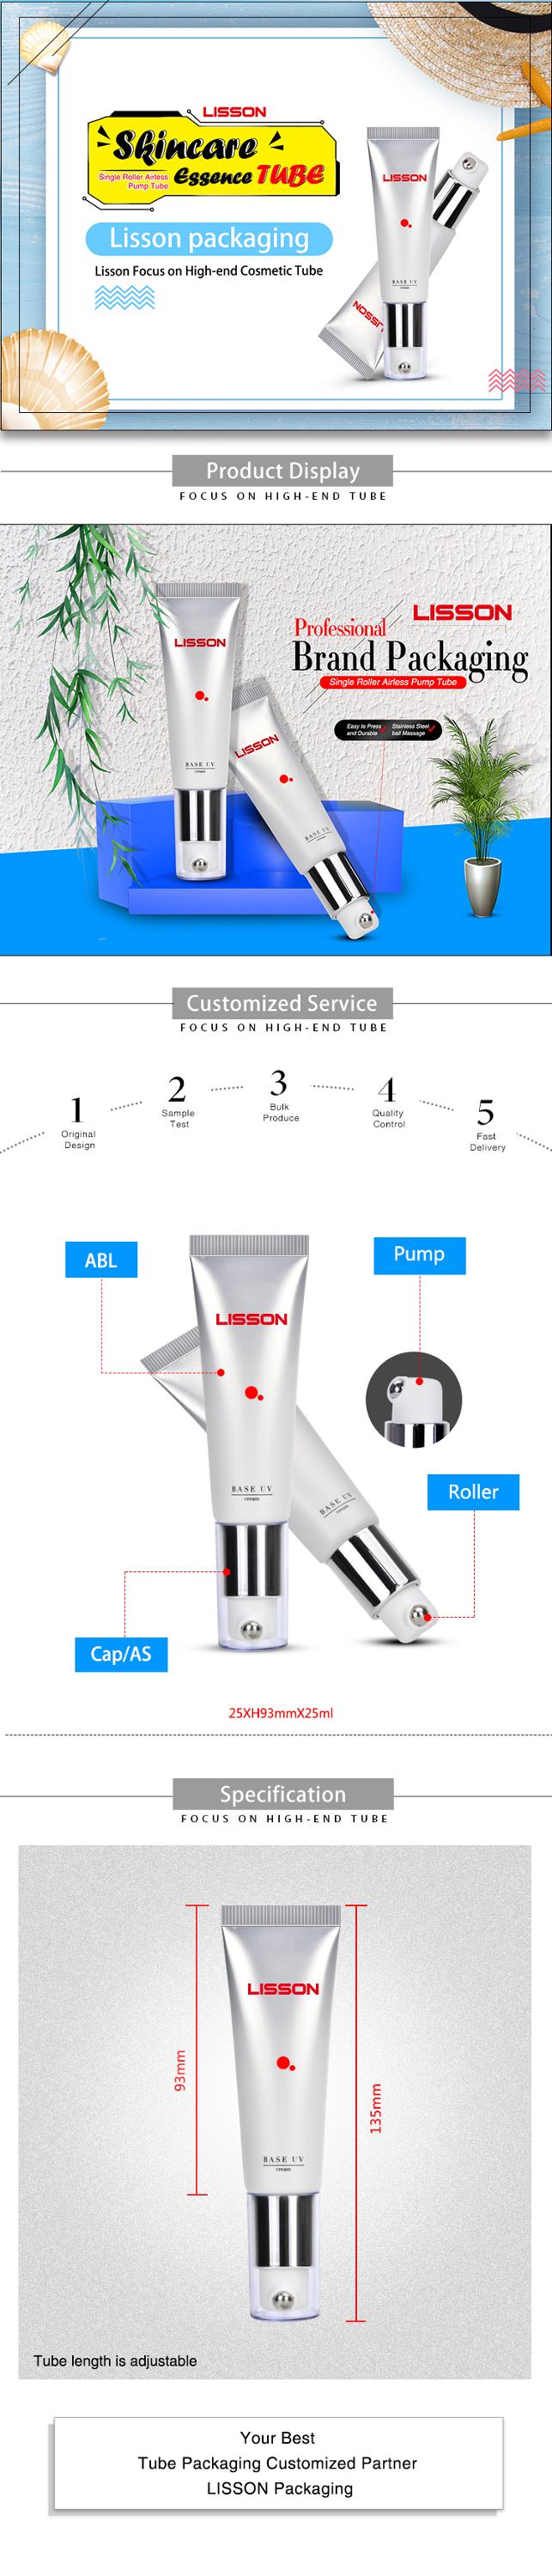 LISSON
Skincare
Single Roller Airless
Pump Tube
Essence TUBE
Lisson packaging
Lisson Focus on High-end Cosmetic Tube
LISSON
BASE UV
cream
LISSON
Product Display
FOCUS ON HIGH-END TUBE
LISSON
Professional
Brand Packaging
Single Roller Airless Pump Tube
Easy to Press
and Durable
Stainless Steel
ball Massage
LISSON
BASE UV
cream
LISSON
BASE UV
cream
Customized Service
FOCUS ON HIGH-END TUBE
1
Original
Design
2
Sample
Test
3
Bulk
Produce
4
Quality
Control
5
Fast
Delivery
ABL
Pump
LISSON
BASE UV
cream
BASE UV
cream
Roller
Cap/AS
25XH93mmX25ml
Specification
FOCUS ON HIGH-END TUBE
LISSON
93mm
135mm
BASE UV
cream
Tube length is adjustable
Your Best
Tube Packaging Customized Partner
LISSON Packaging